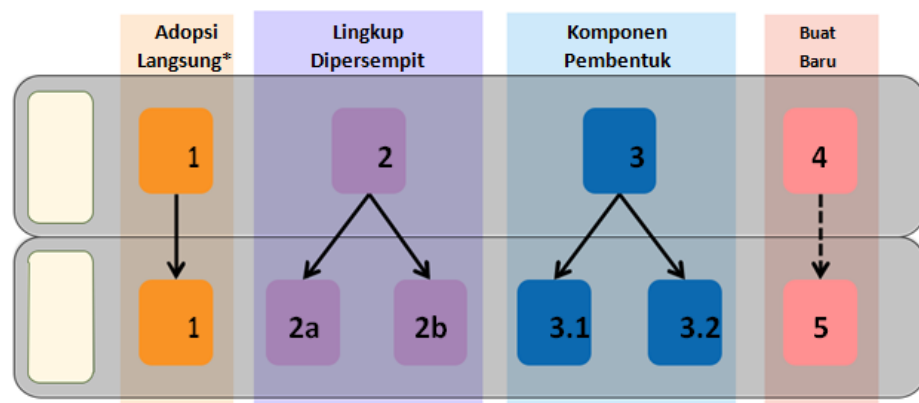 Adopsi
Langsung*
Lingkup
Dipersempit
Komponen
Pembentuk
Buat
Baru
1
2
3
4
1
2a
2b
3.1
3.2
5